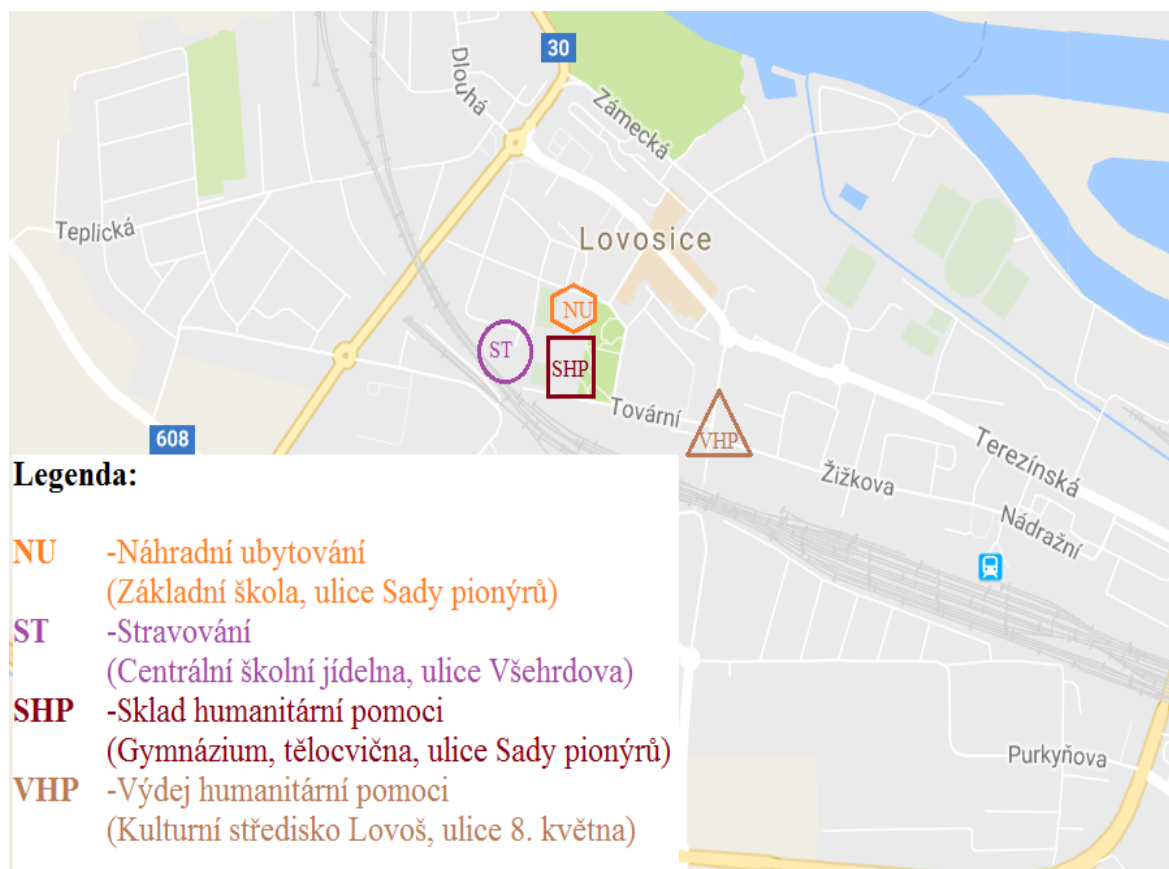 30
Dlouhá
Zámecká
Teplická
Lovosice
NU
ST
SHP
Tovární
VHP
608
Terezínská
Žižkova
Nádražní
Purkyňova
Legenda:
NU -Náhradní ubytování
(Základní škola, ulice Sady pionýrů)
ST -Stravování
(Centrální školní jídelna, ulice Všehrdova)
SHP -Sklad humanitární pomoci
(Gymnázium, tělocvična, ulice Sady pionýrů)
VHP -Výdej humanitární pomoci
(Kulturní středisko Lovoš, ulice 8. května)